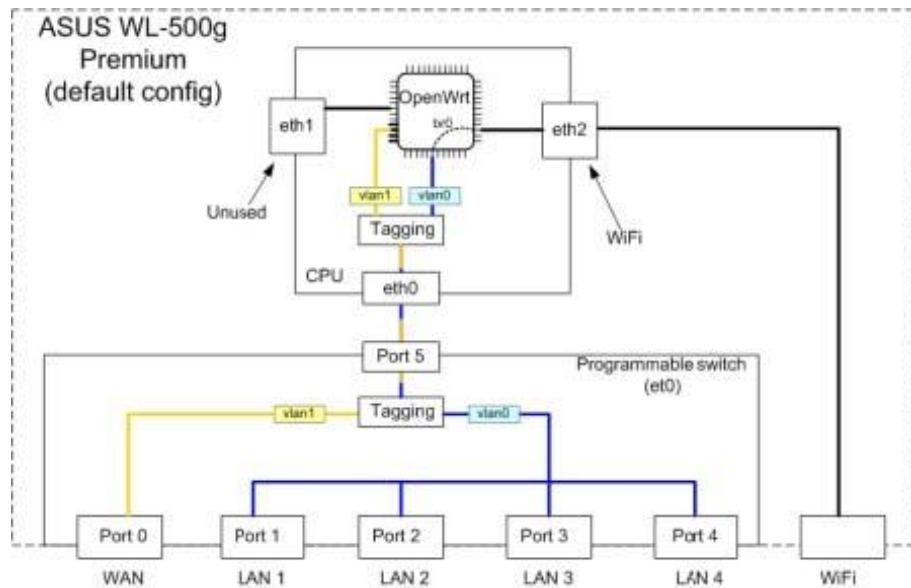 ASUS WL-500g
Premium
(default config)
OpenWrt
br0
eth1
eth2
vlan1
vlan0
Unused
Tagging
WiFi
CPU
eth0
Port 5
Programmable switch
(et0)
Tagging
vlan1
vlan0
Port 0
Port 1
Port 2
Port 3
Port 4
WAN
LAN 1
LAN 2
LAN 3
LAN 4
WiFi